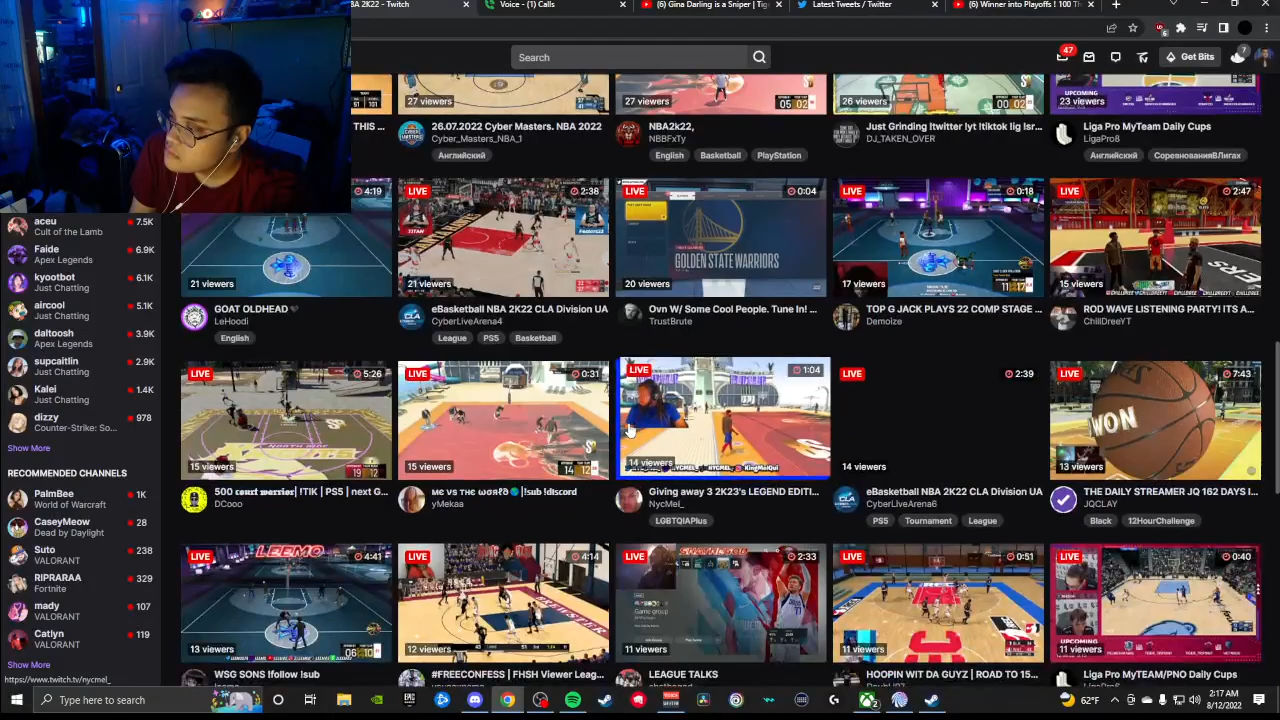 BA 2K22 - Twitch
Voice - (1) Calls
(6) Gina Darling is a Sniper | Tig
Latest Tweets / Twitter
(6) Winner into Playoffs | 100 Th
Search
47
Get Bits
7
27 viewers
27 viewers
26 viewers
23 viewers
THIS
26.07.2022 Cyber Masters. NBA 2022
Cyber_Masters_NBA_1
Английский
NBA2k22,
NBBFxTy
English
Basketball
PlayStation
Just Grinding !twitter lyt !tiktok !ig !sr...
DJ_TAKEN_OVER
Liga Pro MyTeam Daily Cups
LigaPro8
Английский
СоревнованияВЛигах
aceu 7.5K
Cult of the Lamb
Faide 6.9K
Apex Legends
kyootbot 6.1K
Just Chatting
aircool 5.1K
Just Chatting
daltoosh 3.9K
Apex Legends
supcaitlin 2.9K
Just Chatting
Kalei 1.4K
Just Chatting
dizzy 978
Counter-Strike: So...
Show More
RECOMMENDED CHANNELS
PalmBee 1K
World of Warcraft
CaseyMeow 28
Dead by Daylight
Suto 238
VALORANT
RIPRARAA 329
Fortnite
mady 107
VALORANT
Catlyn 119
VALORANT
Show More
4:19
21 viewers
LIVE 2:38
21 viewers
LIVE 0:04
GOLDEN STATE WARRIORS
20 viewers
LIVE 0:18
17 viewers
LIVE 2:47
15 viewers
GOAT OLDHEAD
LeHoodi
English
eBasketball NBA 2K22 CLA Division UA
CyberLiveArena4
League
PS5
Basketball
Ovn W/ Some Cool People. Tune In! ...
TrustBrute
TOP G JACK PLAYS 22 COMP STAGE ...
Demoize
ROD WAVE LISTENING PARTY! ITS A...
ChillDreeYT
LIVE 5:26
15 viewers
LIVE 0:31
15 viewers
LIVE 1:04
14 viewers
KingMelQui
LIVE 2:39
14 viewers
LIVE 7:43
13 viewers
500 court warrior| !TIK | PS5 | next G...
DCooo
yMekaa
Giving away 3 2K23's LEGEND EDITI...
NycMel_
LGBTQIAPlus
eBasketball NBA 2K22 CLA Division UA
CyberLiveArena6
PS5
Tournament
League
THE DAILY STREAMER JQ 162 DAYS I...
JQCLAY
Black
12HourChallenge
LIVE 4:41
LEEMO
13 viewers
LIVE 4:14
12 viewers
LIVE 2:33
11 viewers
LIVE 0:51
11 viewers
LIVE 0:40
UPCOMING
11 viewers
WSG SONS !follow !sub
#FREECONFESS | FHSH Viewer Leag...
LEAGUE TALKS
HOOPIN WIT DA GUYZ | ROAD TO 15...
Liga Pro MyTeam/PNO Daily Cups
https://www.twitch.tv/nycmel_
Type here to search
62°F
2:17 AM
8/12/2022